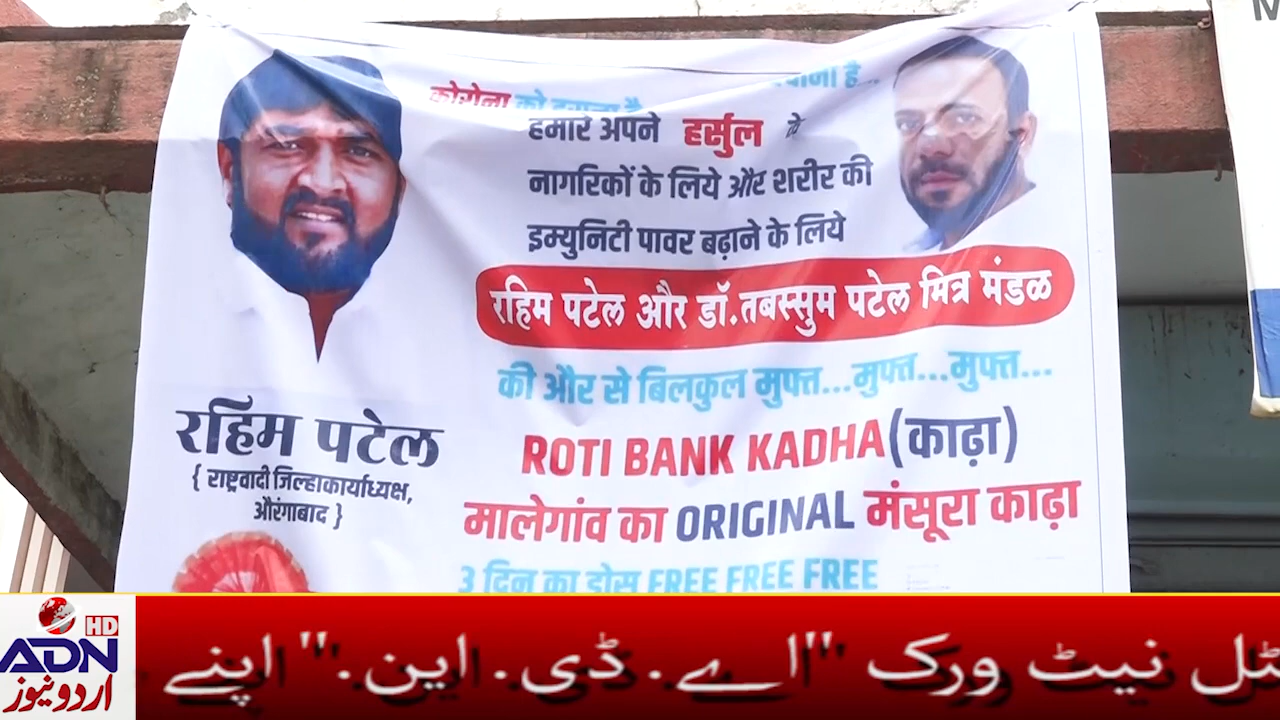 कोरोना को हराना है
हमारे अपने हर्सुल के
नागरिकों के लिये और शरीर की
इम्युनिटी पावर बढ़ाने के लिये
रहिम पटेल और डॉ.तबस्सुम पटेल मित्र मंडळ
की और से बिलकुल मुफ्त...मुफ्त...मुफ्त...
ROTI BANK KADHA (काढ़ा)
मालेगांव का ORIGINAL मंसूरा काढ़ा
3 दिन का डोस FREE FREE FREE
रहिम पटेल
{ राष्ट्रवादी जिल्हाकार्याध्यक्ष,
औरंगाबाद }
HD
ADN
اردو نیوز
نیٹ ورک "اے. ڈی. این." اپنے